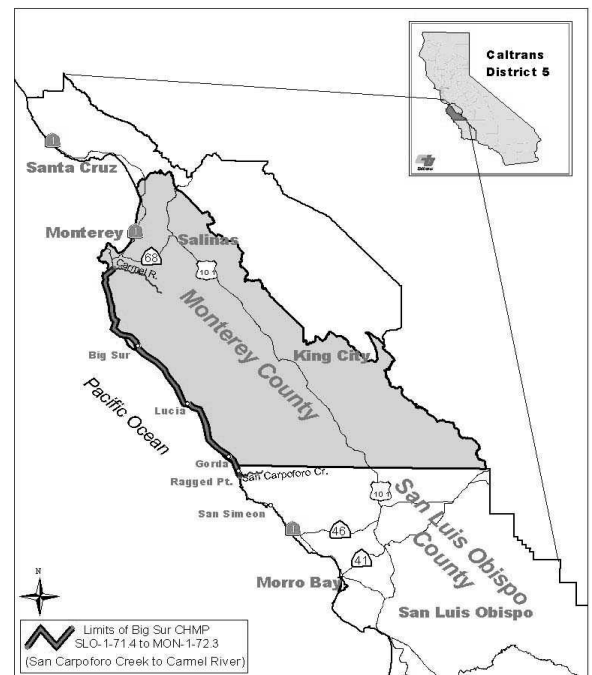 Caltrans
District 5
1
Santa Cruz
Monterey
1
Salinas
68
101
Carmel R.
Monterey County
King City
Big Sur
Pacific Ocean
Lucia
Gorda
San Carpoforo Cr.
Ragged Pt.
101
San Luis Obispo
County
San Simeon
1
46
41
Morro Bay
San Luis Obispo
N
Limits of Big Sur CHMP
SLO-1-71.4 to MON-1-72.3
(San Carpoforo Creek to Carmel River)